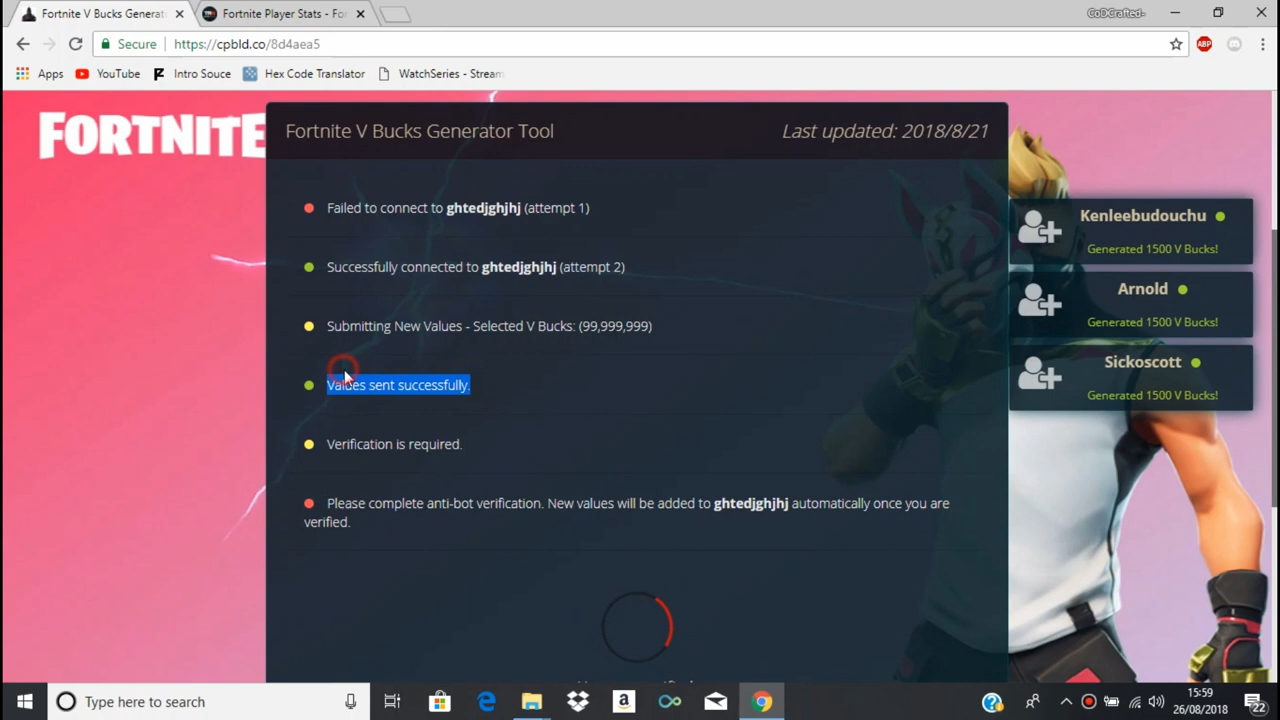 Fortnite V Bucks Generat
Fortnite Player Stats - For
CoDCrafted-
Secure
https://cpbld.co/8d4aea5
ABP
Apps
YouTube
Intro Souce
Hex Code Translator
WatchSeries - Stream
FORTNITE
Fortnite V Bucks Generator Tool
Last updated: 2018/8/21
Failed to connect to ghtedjghjhj (attempt 1)
Successfully connected to ghtedjghjhj (attempt 2)
Submitting New Values - Selected V Bucks: (99,999,999)
Values sent successfully.
Verification is required.
Please complete anti-bot verification. New values will be added to ghtedjghjhj automatically once you are
verified.
Kenleebudouchu
Generated 1500 V Bucks!
Arnold
Generated 1500 V Bucks!
Sickoscott
Generated 1500 V Bucks!
Type here to search
15:59
26/08/2018
22